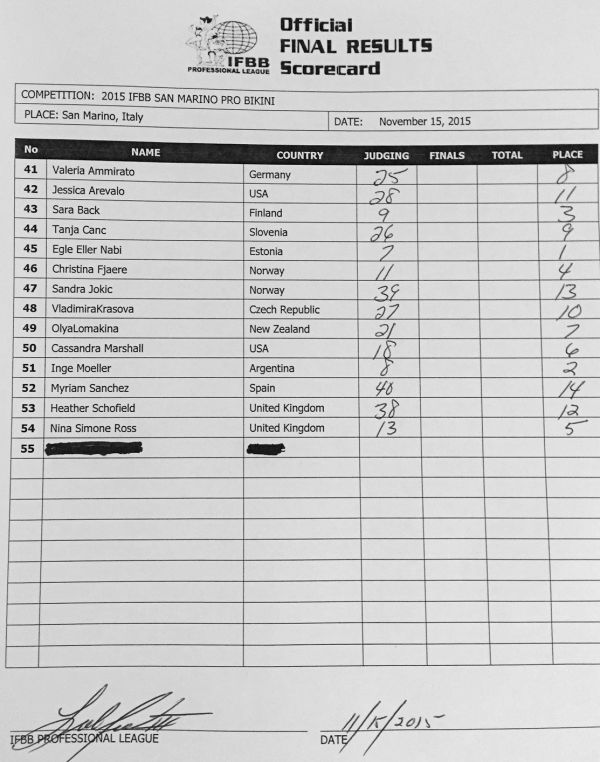 Official
FINAL RESULTS
Scorecard
IFBB
PROFESSIONAL LEAGUE
COMPETITION: 2015 IFBB SAN MARINO PRO BIKINI
PLACE: San Marino, Italy DATE: November 15, 2015
No NAME COUNTRY JUDGING FINALS TOTAL PLACE
41 Valeria Ammirato Germany 25 8
42 Jessica Arevalo USA 28 11
43 Sara Back Finland 9 3
44 Tanja Canc Slovenia 26 9
45 Egle Eller Nabi Estonia 7 1
46 Christina Fjaere Norway 11 4
47 Sandra Jokic Norway 39 13
48 VladimiraKrasova Czech Republic 27 10
49 OlyaLomakina New Zealand 21 7
50 Cassandra Marshall USA 18 6
51 Inge Moeller Argentina 8 2
52 Myriam Sanchez Spain 40 14
53 Heather Schofield United Kingdom 38 12
54 Nina Simone Ross United Kingdom 13 5
55
11/15/2015
IFBB PROFESSIONAL LEAGUE DATE